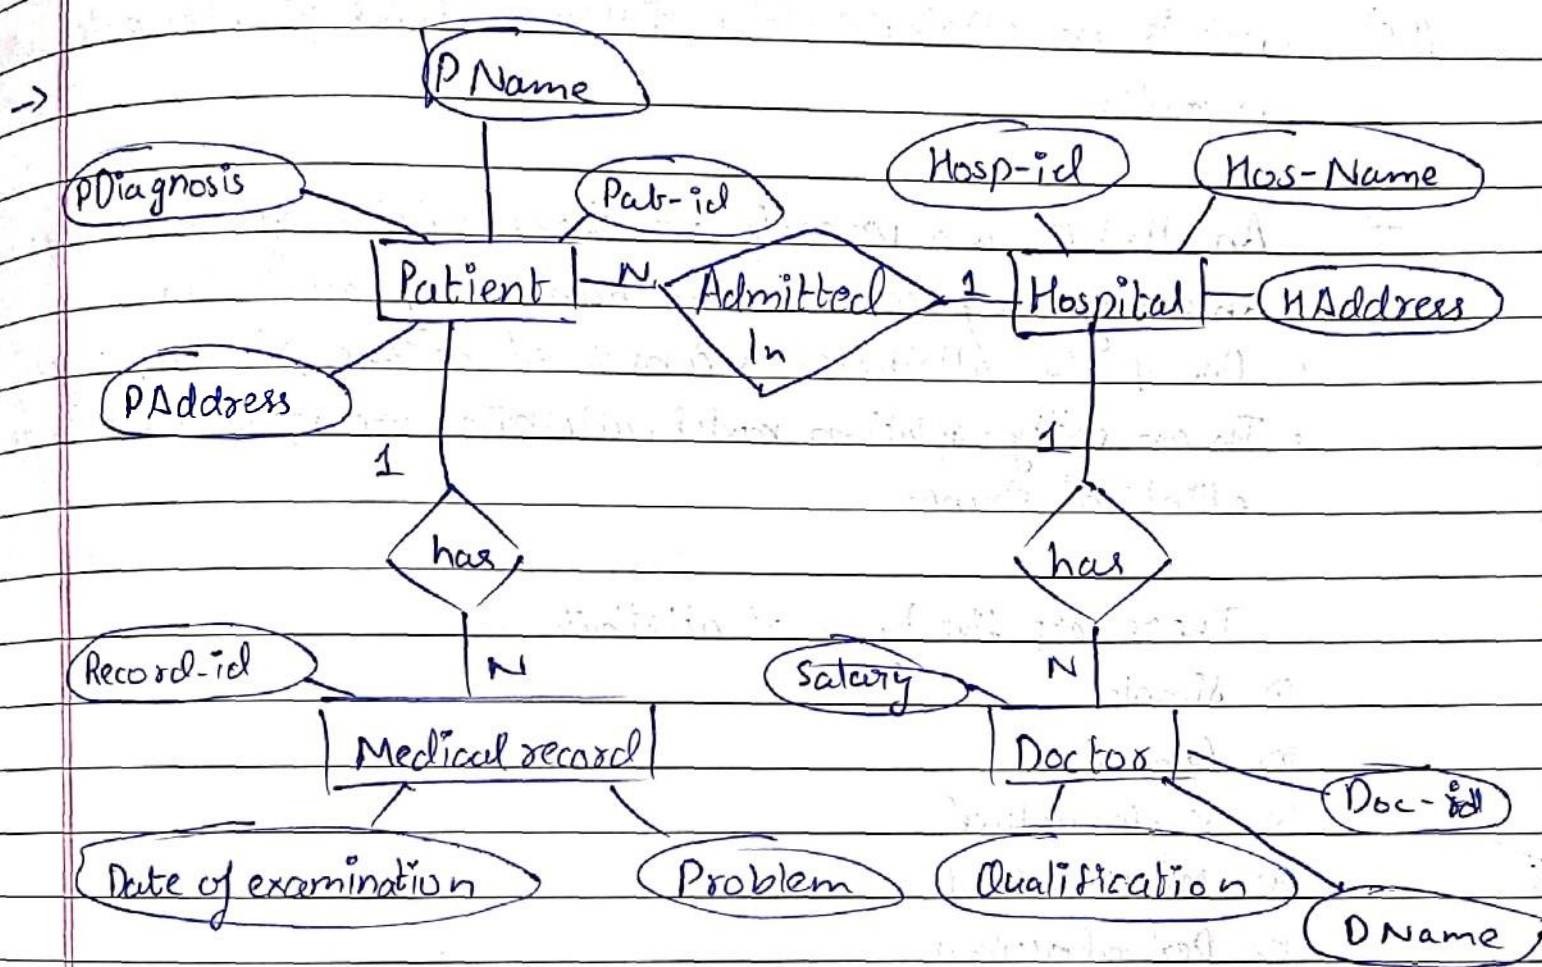 →
P Name
PDiagnosis
Pat-id
Hosp-id
Hos-Name
Patient
N
Admitted
In
1
Hospital
HAddress
PAddress
1
1
has
has
Record-id
N
Salary
N
Medical record
Doctor
Doc-id
Date of examination
Problem
Qualification
D Name